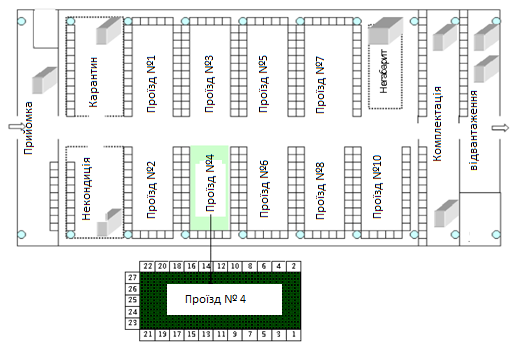 Прийомка
Карантин
Проїзд №1
Проїзд №3
Проїзд №5
Проїзд №7
Негабарит
Комплектація
відвантаження
Некондиція
Проїзд №2
Проїзд №4
Проїзд №6
Проїзд №8
Проїзд №10
22 20 18 16 14 12 10 8 6 4 2
27
26
25
24
23
Проїзд № 4
21 19 17 15 13 11 9 7 5 3 1